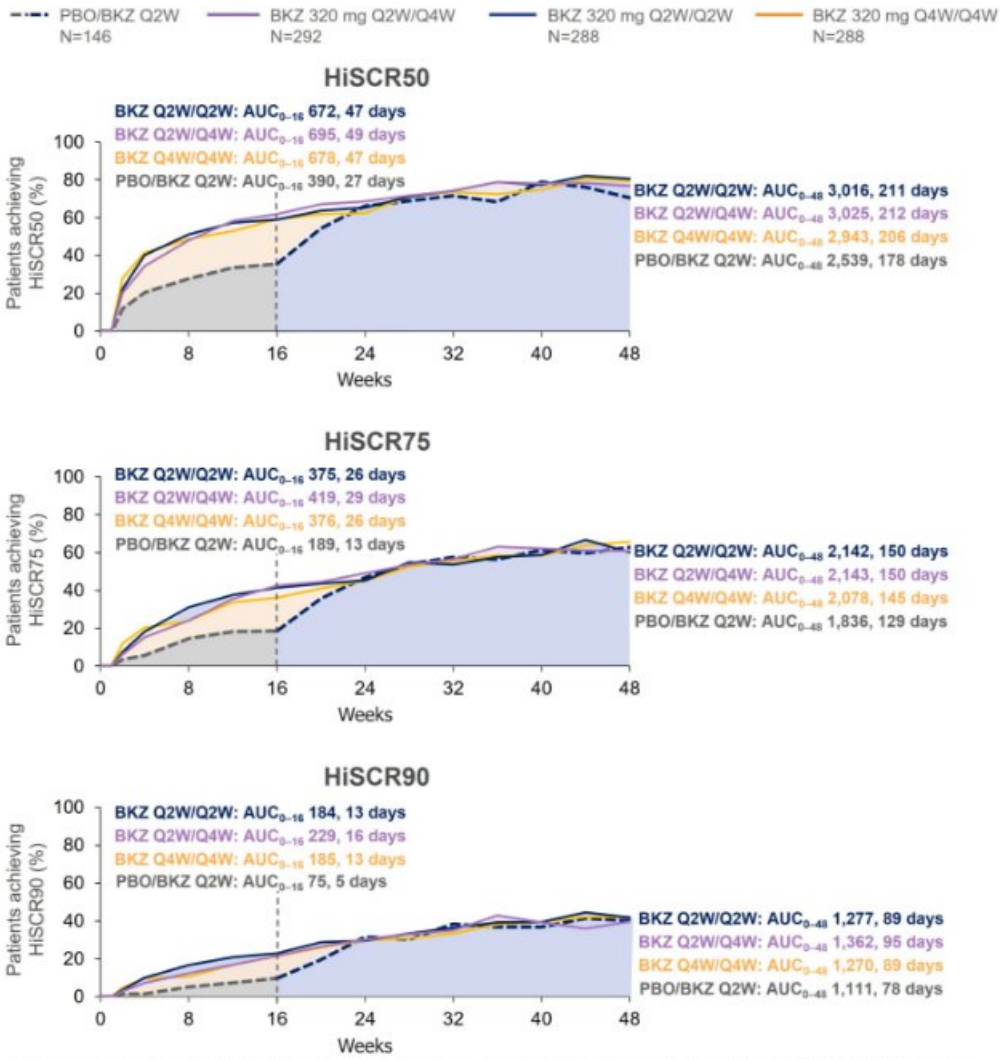 PBO/BKZ Q2W BKZ 320 mg Q2W/Q4W BKZ 320 mg Q2W/Q2W BKZ 320 mg Q4W/Q4W
N=146 N=292 N=288 N=288
HiSCR50
BKZ Q2W/Q2W: AUC₀₋₁₆ 672, 47 days
BKZ Q2W/Q4W: AUC₀₋₁₆ 695, 49 days
BKZ Q4W/Q4W: AUC₀₋₁₆ 678, 47 days
PBO/BKZ Q2W: AUC₀₋₁₆ 390, 27 days
Patients achieving
HiSCR50 (%)
100
80
60
40
20
0
BKZ Q2W/Q2W: AUC₀₋₄₈ 3,016, 211 days
BKZ Q2W/Q4W: AUC₀₋₄₈ 3,025, 212 days
BKZ Q4W/Q4W: AUC₀₋₄₈ 2,943, 206 days
PBO/BKZ Q2W: AUC₀₋₄₈ 2,539, 178 days
0 8 16 24 32 40 48
Weeks
HiSCR75
BKZ Q2W/Q2W: AUC₀₋₁₆ 375, 26 days
BKZ Q2W/Q4W: AUC₀₋₁₆ 419, 29 days
BKZ Q4W/Q4W: AUC₀₋₁₆ 376, 26 days
PBO/BKZ Q2W: AUC₀₋₁₆ 189, 13 days
Patients achieving
HiSCR75 (%)
100
80
60
40
20
0
BKZ Q2W/Q2W: AUC₀₋₄₈ 2,142, 150 days
BKZ Q2W/Q4W: AUC₀₋₄₈ 2,143, 150 days
BKZ Q4W/Q4W: AUC₀₋₄₈ 2,078, 145 days
PBO/BKZ Q2W: AUC₀₋₄₈ 1,836, 129 days
0 8 16 24 32 40 48
Weeks
HiSCR90
BKZ Q2W/Q2W: AUC₀₋₁₆ 184, 13 days
BKZ Q2W/Q4W: AUC₀₋₁₆ 229, 16 days
BKZ Q4W/Q4W: AUC₀₋₁₆ 185, 13 days
PBO/BKZ Q2W: AUC₀₋₁₆ 75, 5 days
Patients achieving
HiSCR90 (%)
100
80
60
40
20
0
BKZ Q2W/Q2W: AUC₀₋₄₈ 1,277, 89 days
BKZ Q2W/Q4W: AUC₀₋₄₈ 1,362, 95 days
BKZ Q4W/Q4W: AUC₀₋₄₈ 1,270, 89 days
PBO/BKZ Q2W: AUC₀₋₄₈ 1,111, 78 days
0 8 16 24 32 40 48
Weeks